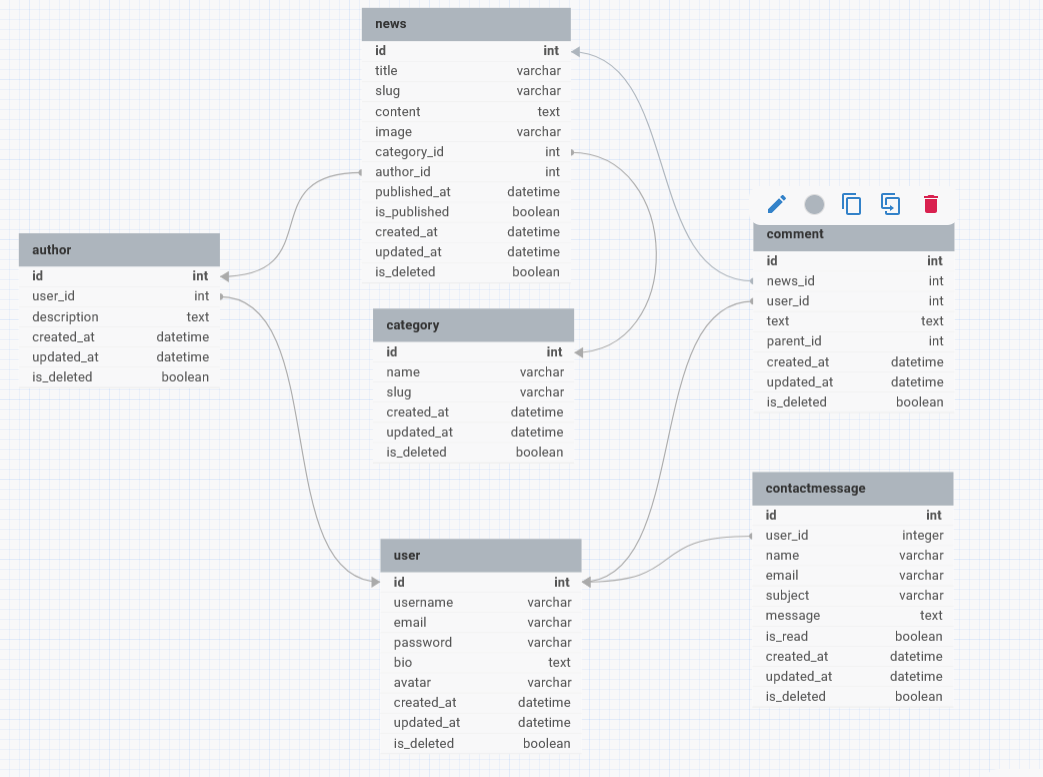 news
id int
title varchar
slug varchar
content text
image varchar
category_id int
author_id int
published_at datetime
is_published boolean
created_at datetime
updated_at datetime
is_deleted boolean
author
id int
user_id int
description text
created_at datetime
updated_at datetime
is_deleted boolean
category
id int
name varchar
slug varchar
created_at datetime
updated_at datetime
is_deleted boolean
comment
id int
news_id int
user_id int
text text
parent_id int
created_at datetime
updated_at datetime
is_deleted boolean
user
id int
username varchar
email varchar
password varchar
bio text
avatar varchar
created_at datetime
updated_at datetime
is_deleted boolean
contactmessage
id int
user_id integer
name varchar
email varchar
subject varchar
message text
is_read boolean
created_at datetime
updated_at datetime
is_deleted boolean